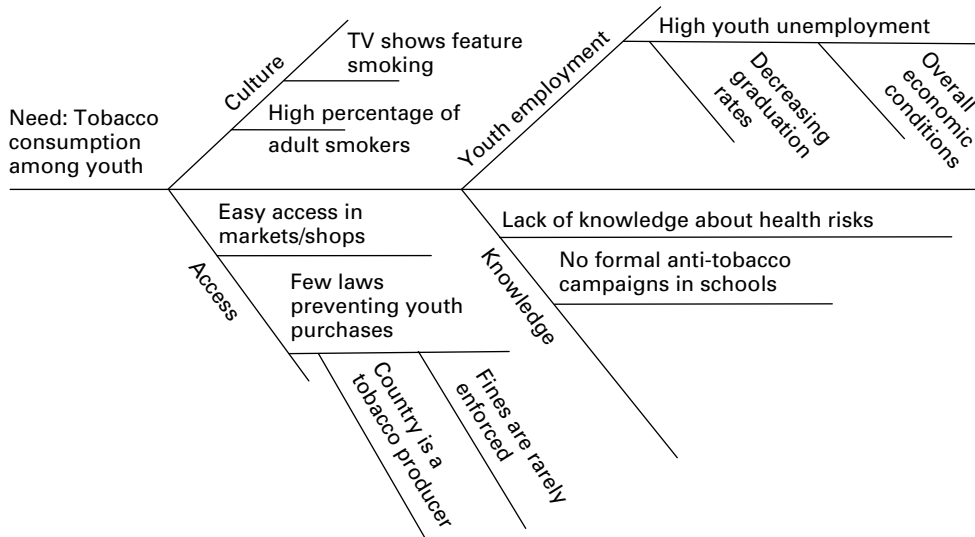 Need: Tobacco
consumption
among youth
Culture
TV shows feature
smoking
High percentage of
adult smokers
Youth employment
High youth unemployment
Decreasing
graduation
rates
Overall
economic
conditions
Access
Easy access in
markets/shops
Few laws
preventing youth
purchases
Country is a
tobacco producer
Fines are rarely
enforced
Knowledge
Lack of knowledge about health risks
No formal anti-tobacco
campaigns in schools